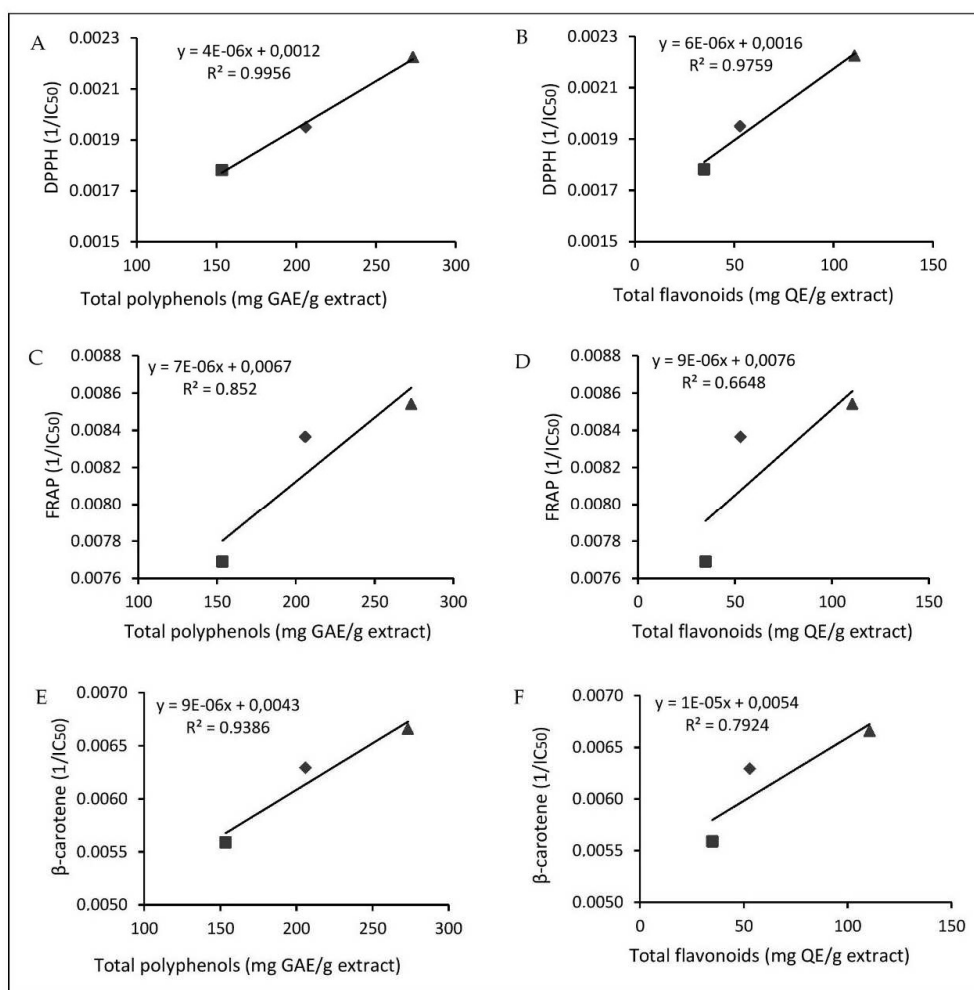 A
y = 4E-06x + 0,0012
R² = 0.9956
DPPH (1/IC50)
0.0023
0.0021
0.0019
0.0017
0.0015
100 150 200 250 300
Total polyphenols (mg GAE/g extract)
B
y = 6E-06x + 0,0016
R² = 0.9759
DPPH (1/IC50)
0.0023
0.0021
0.0019
0.0017
0.0015
0 50 100 150
Total flavonoids (mg QE/g extract)
C
y = 7E-06x + 0,0067
R² = 0.852
FRAP (1/IC50)
0.0088
0.0086
0.0084
0.0082
0.0080
0.0078
0.0076
100 150 200 250 300
Total polyphenols (mg GAE/g extract)
D
y = 9E-06x + 0,0076
R² = 0.6648
FRAP (1/IC50)
0.0088
0.0086
0.0084
0.0082
0.0080
0.0078
0.0076
0 50 100 150
Total flavonoids (mg QE/g extract)
E
y = 9E-06x + 0,0043
R² = 0.9386
β-carotene (1/IC50)
0.0070
0.0065
0.0060
0.0055
0.0050
100 150 200 250 300
Total polyphenols (mg GAE/g extract)
F
y = 1E-05x + 0,0054
R² = 0.7924
β-carotene (1/IC50)
0.0070
0.0065
0.0060
0.0055
0.0050
0 50 100 150
Total flavonoids (mg QE/g extract)